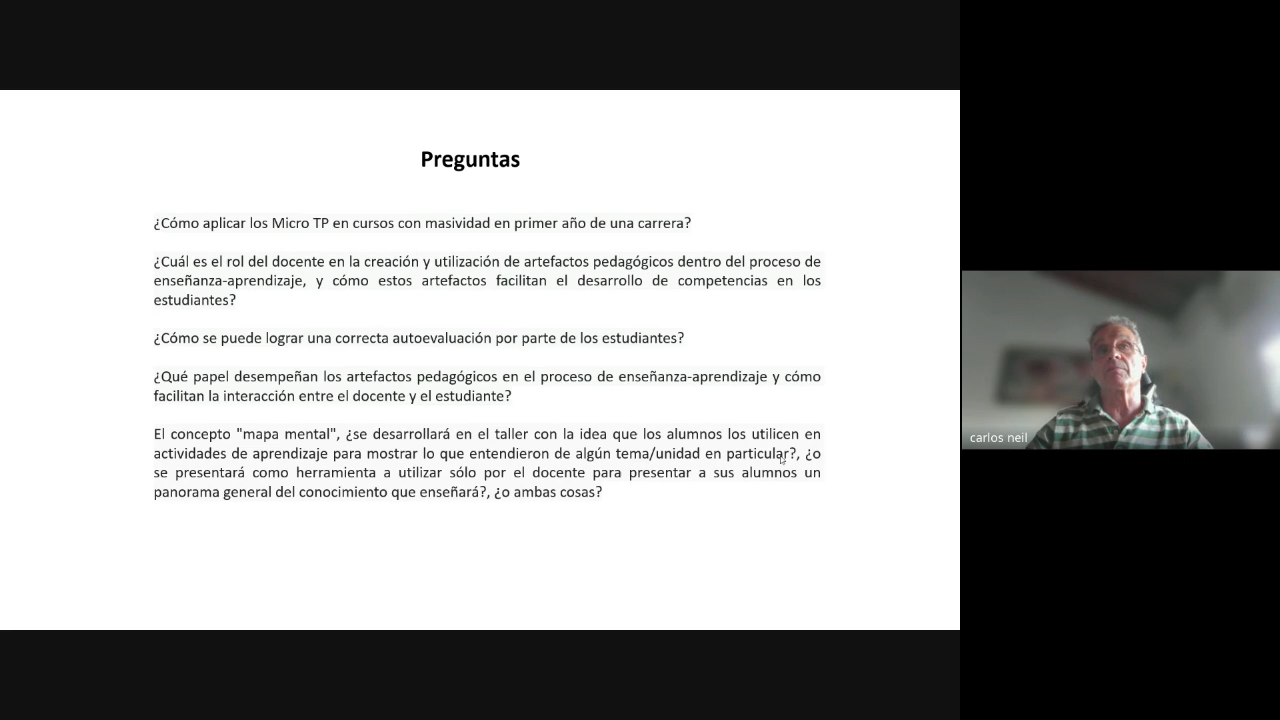 Preguntas
¿Cómo aplicar los Micro TP en cursos con masividad en primer año de una carrera?
¿Cuál es el rol del docente en la creación y utilización de artefactos pedagógicos dentro del proceso de
enseñanza-aprendizaje, y cómo estos artefactos facilitan el desarrollo de competencias en los
estudiantes?
¿Cómo se puede lograr una correcta autoevaluación por parte de los estudiantes?
¿Qué papel desempeñan los artefactos pedagógicos en el proceso de enseñanza-aprendizaje y cómo
facilitan la interacción entre el docente y el estudiante?
El concepto "mapa mental", ¿se desarrollará en el taller con la idea que los alumnos los utilicen en
actividades de aprendizaje para mostrar lo que entendieron de algún tema/unidad en particular?, ¿o
se presentará como herramienta a utilizar sólo por el docente para presentar a sus alumnos un
panorama general del conocimiento que enseñará?, ¿o ambas cosas?
carlos neil